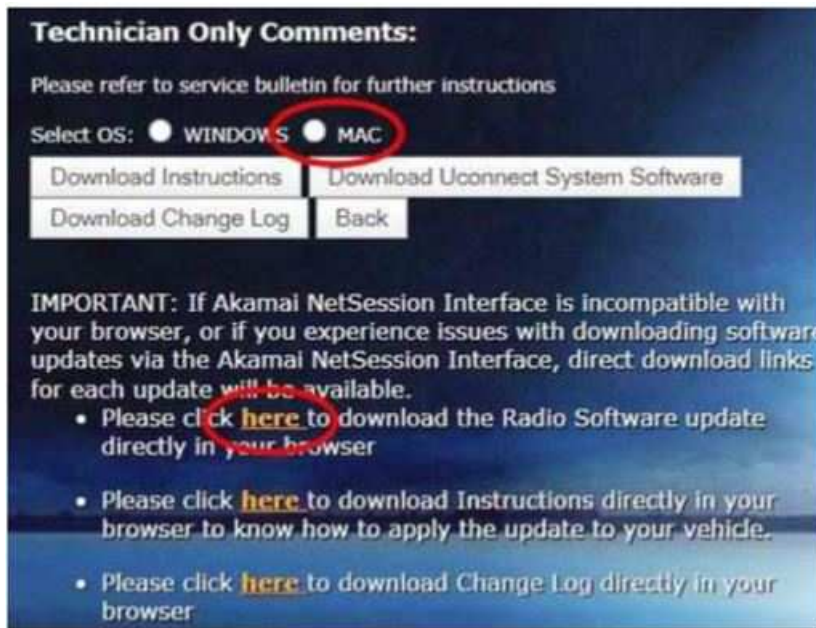 Technician Only Comments:
Please refer to service bulletin for further instructions
Select OS: WINDOWS MAC
Download Instructions Download Uconnect System Software
Download Change Log Back
IMPORTANT: If Akamai NetSession Interface is incompatible with
your browser, or if you experience issues with downloading software
updates via the Akamai NetSession Interface, direct download links
for each update will be available.
• Please click here to download the Radio Software update
directly in your browser
• Please click here to download Instructions directly in your
browser to know how to apply the update to your vehicle.
• Please click here to download Change Log directly in your
browser